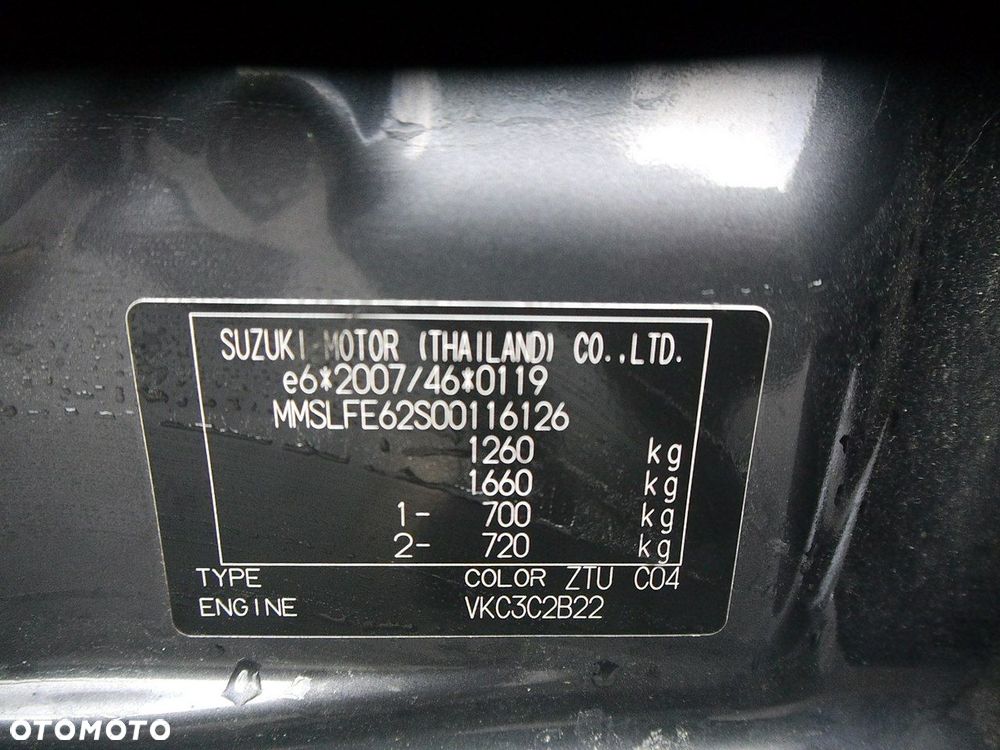 SUZUKI MOTOR (THAILAND) CO.,LTD.
e6*2007/46*0119
MMSLFE62S00116126
1260 kg
1660 kg
1- 700 kg
2- 720 kg
TYPE COLOR ZTU C04
ENGINE VKC3C2B22
OTOMOTO